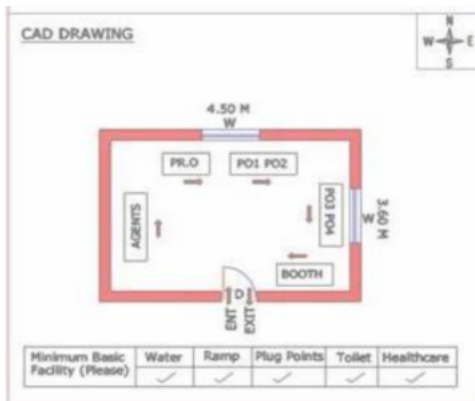 CAD DRAWING
N
W E
S
4.50 M
W
PR.O
PO1 PO2
AGENTS
PO3 PO4
W
3.60 M
BOOTH
D
ENT
EXIT
Minimum Basic Facility (Please) Water Ramp Plug Points Toilet Healthcare